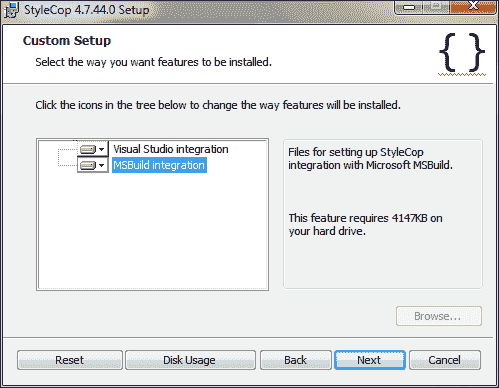 StyleCop 4.7.44.0 Setup
Custom Setup
Select the way you want features to be installed.
{ }
Click the icons in the tree below to change the way features will be installed.
Visual Studio integration
MSBuild integration
Files for setting up StyleCop
integration with Microsoft MSBuild.
This feature requires 4147KB on
your hard drive.
Browse...
Reset
Disk Usage
Back
Next
Cancel